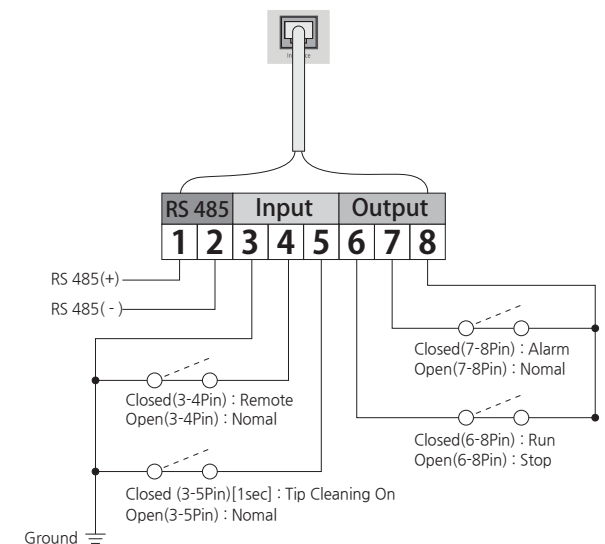 RS 485 Input Output
1 2 3 4 5 6 7 8
RS 485(+)
RS 485( - )
Closed(7-8Pin) : Alarm
Open(7-8Pin) : Nomal
Closed(3-4Pin) : Remote
Open(3-4Pin) : Nomal
Closed(6-8Pin) : Run
Open(6-8Pin) : Stop
Closed (3-5Pin)[1sec] : Tip Cleaning On
Open(3-5Pin) : Nomal
Ground